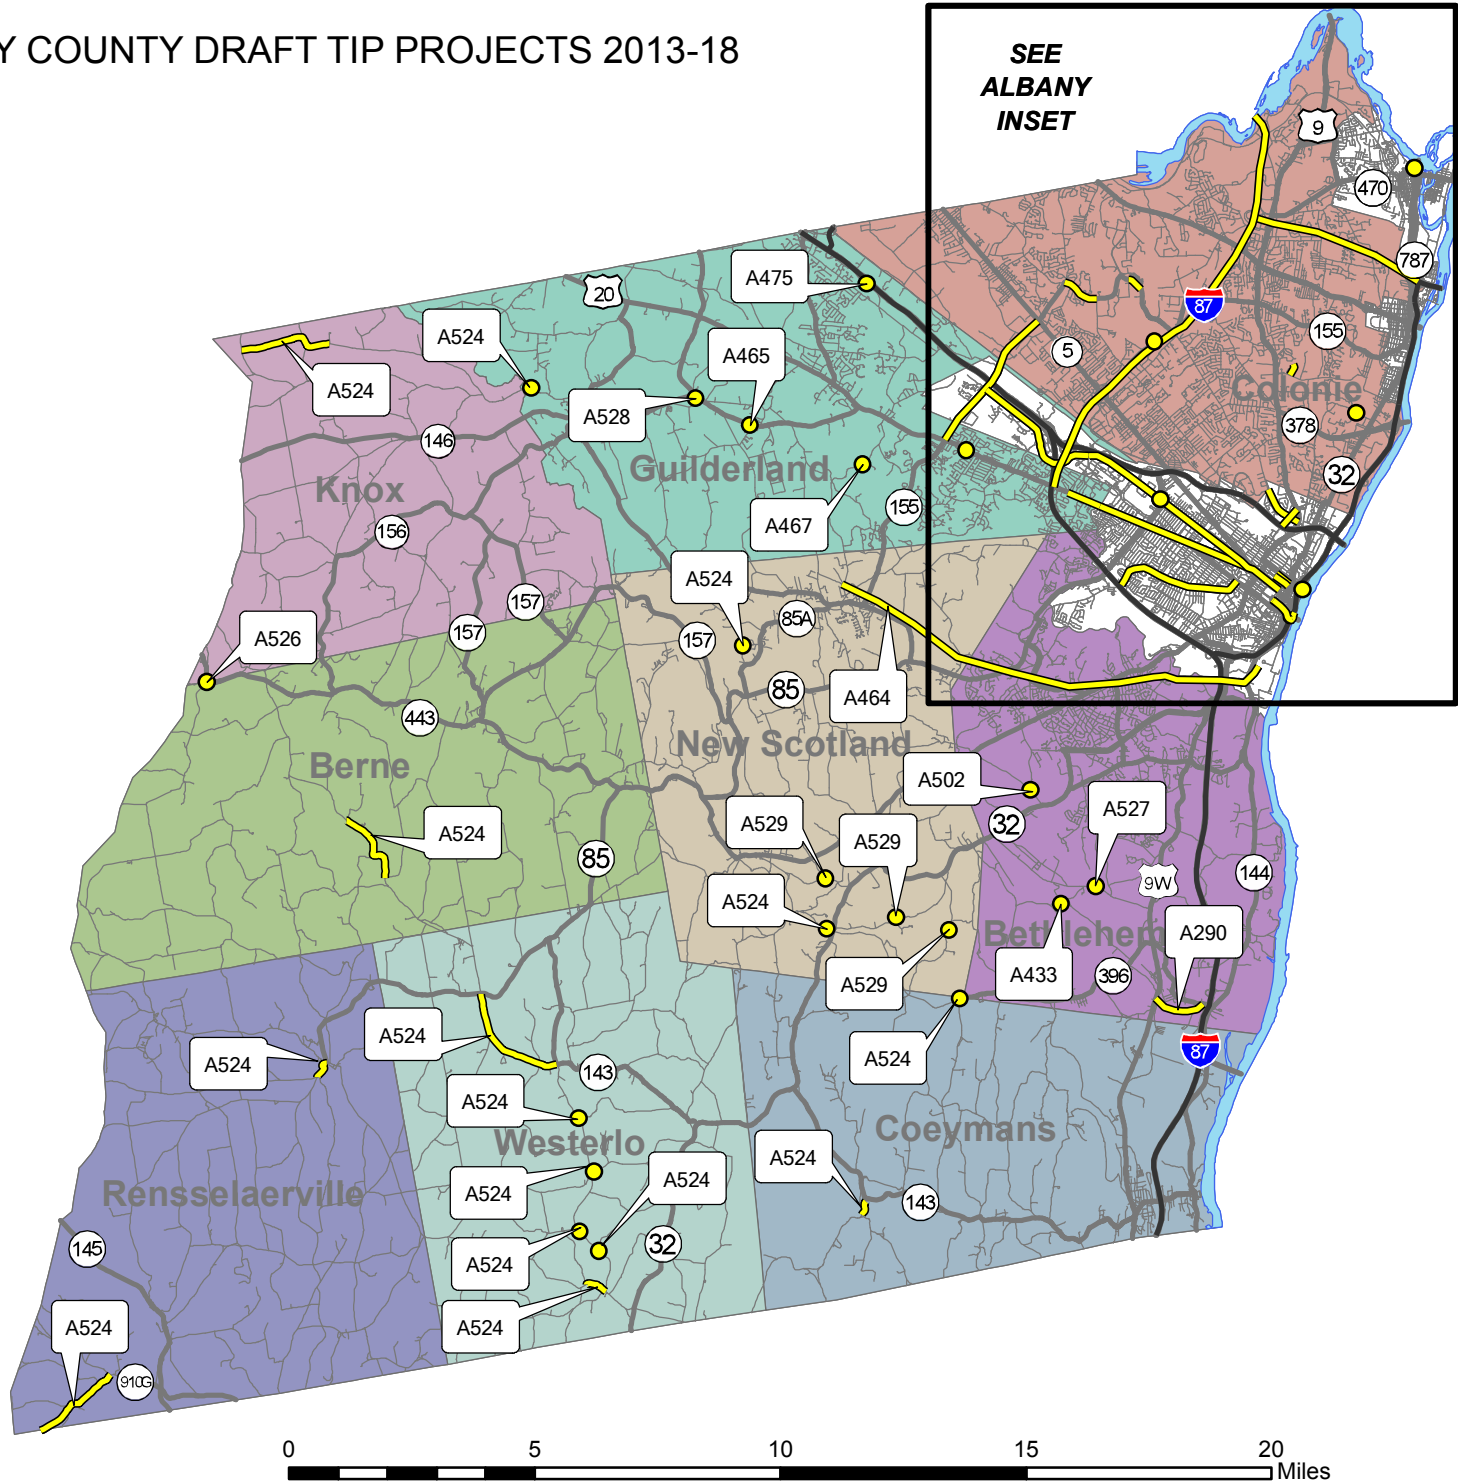 Y COUNTY DRAFT TIP PROJECTS 2013-18
SEE
ALBANY
INSET
9
470
787
A475
20
87
A524
A465
155
5
A524
Colonie
A528
378
146
Guilderland
32
Knox
155
A467
156
A524
157
85A
A526
157
157
85
A464
443
New Scotland
Berne
A502
A529
A527
A529
32
A524
85
144
9W
A524
A290
Bethlehem
A433
396
A529
A524
A524
A524
87
143
A524
Coeymans
Westerlo
A524
A524
A524
Rensselaerville
143
32
145
A524
A524
A524
910G
0 5 10 15 20
Miles